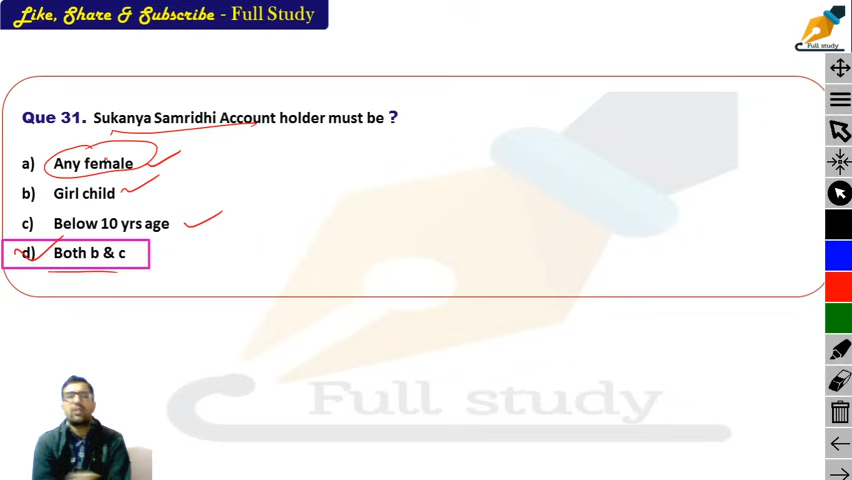 Like, Share & Subscribe - Full Study
Full study
Que 31. Sukanya Samridhi Account holder must be ?
a) Any female
b) Girl child
c) Below 10 yrs age
d) Both b & c
Full study